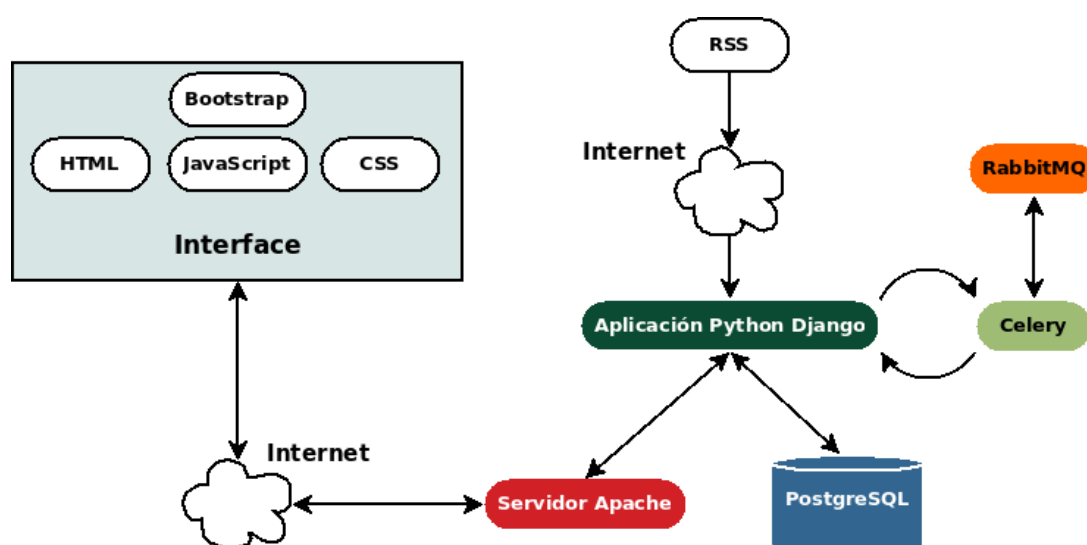 RSS
Bootstrap
HTML
JavaScript
CSS
Interface
Internet
RabbitMQ
Aplicación Python Django
Celery
Internet
Servidor Apache
PostgreSQL